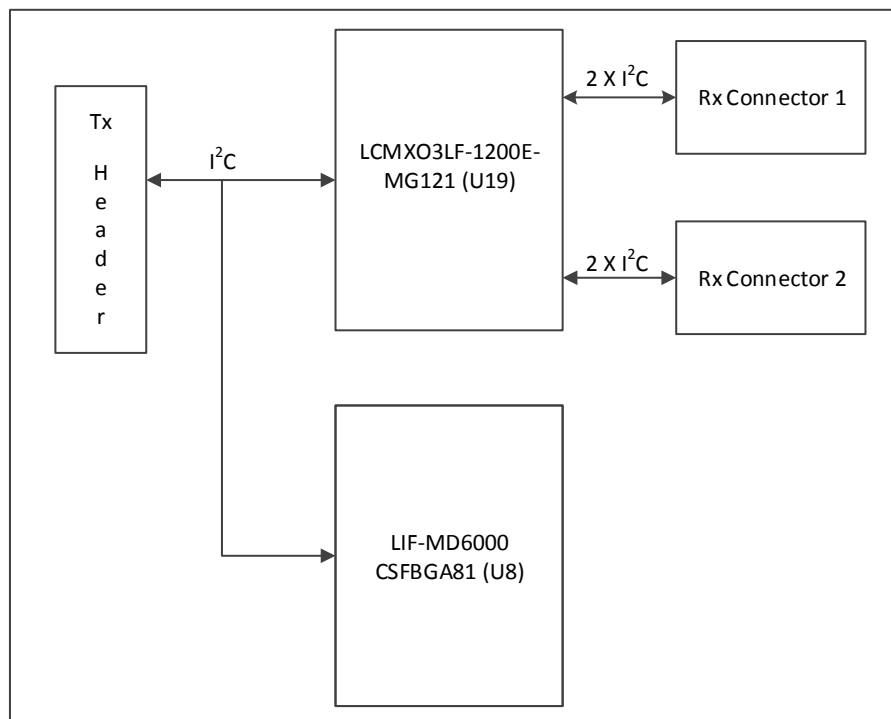 Tx
H
e
a
d
e
r
I²C
LCMXO3LF-1200E-
MG121 (U19)
2 X I²C
Rx Connector 1
2 X I²C
Rx Connector 2
LIF-MD6000
CSFBGA81 (U8)